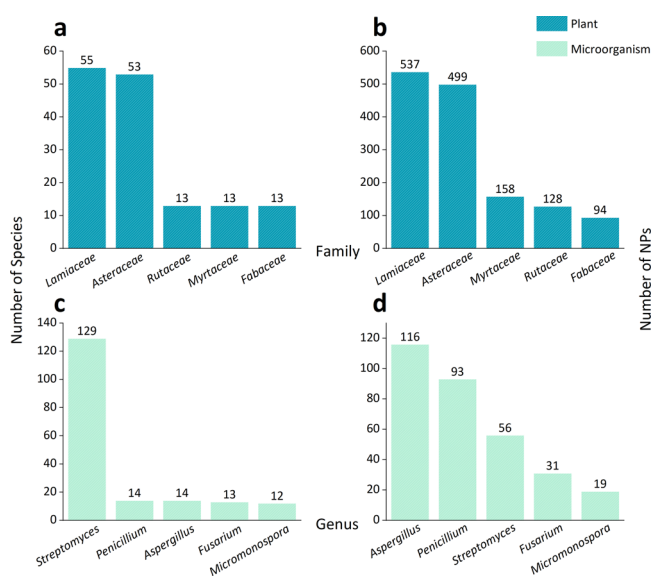 a
b
Plant
Microorganism
Number of Species
60
50
40
30
20
10
0
55
53
13
13
13
Lamiaceae
Asteraceae
Rutaceae
Myrtaceae
Fabaceae
Family
600
500
400
300
200
100
0
537
499
158
128
94
Lamiaceae
Asteraceae
Myrtaceae
Rutaceae
Fabaceae
Number of NPs
c
d
140
120
100
80
60
40
20
0
129
14
14
13
12
Streptomyces
Penicillium
Aspergillus
Fusarium
Micromonospora
Genus
120
100
80
60
40
20
0
116
93
56
31
19
Aspergillus
Penicillium
Streptomyces
Fusarium
Micromonospora